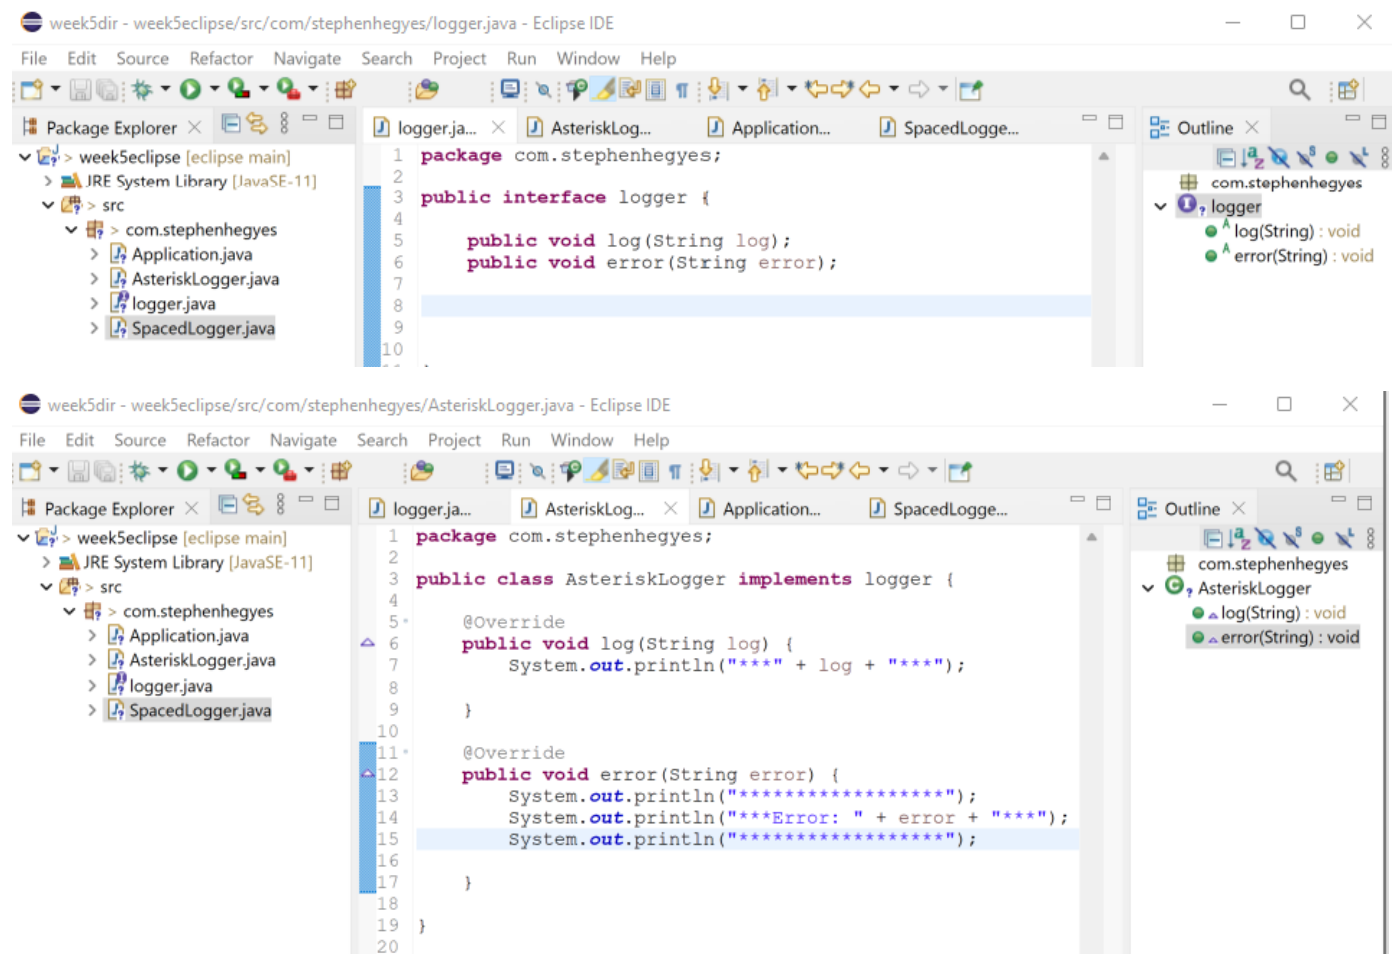 week5dir - week5eclipse/src/com/stephenhegyes/logger.java - Eclipse IDE
File Edit Source Refactor Navigate Search Project Run Window Help
Package Explorer
week5eclipse [eclipse main]
JRE System Library [JavaSE-11]
> src
> com.stephenhegyes
Application.java
AsteriskLogger.java
logger.java
SpacedLogger.java
logger.ja... AsteriskLog... Application... SpacedLogge...
1 package com.stephenhegyes;
2
3 public interface logger {
4
5 public void log(String log);
6 public void error(String error);
7
8
9
10
Outline
com.stephenhegyes
logger
log(String) : void
error(String) : void
week5dir - week5eclipse/src/com/stephenhegyes/AsteriskLogger.java - Eclipse IDE
File Edit Source Refactor Navigate Search Project Run Window Help
Package Explorer
> week5eclipse [eclipse main]
JRE System Library [JavaSE-11]
> src
> com.stephenhegyes
Application.java
AsteriskLogger.java
logger.java
SpacedLogger.java
logger.ja... AsteriskLog... Application... SpacedLogge...
1 package com.stephenhegyes;
2
3 public class AsteriskLogger implements logger {
4
5 @Override
6 public void log(String log) {
7 System.out.println("***" + log + "***");
8
9 }
10
11 @Override
12 public void error(String error) {
13 System.out.println("******************");
14 System.out.println("***Error: " + error + "***");
15 System.out.println("******************");
16
17 }
18
19 }
20
Outline
com.stephenhegyes
AsteriskLogger
log(String) : void
error(String) : void